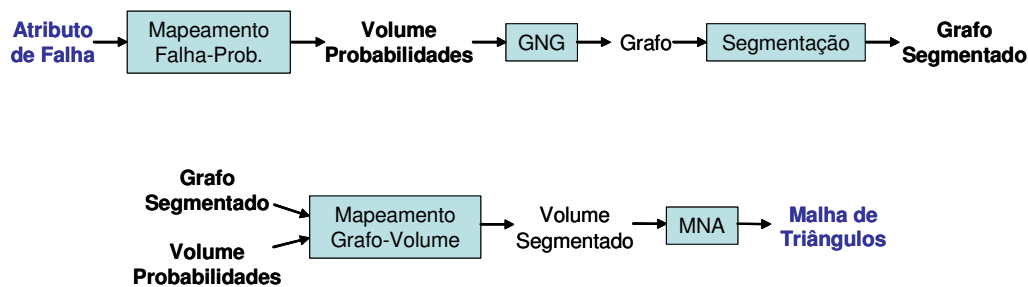 Atributo
de Falha
Mapeamento
Falha-Prob.
Volume
Probabilidades
GNG
Grafo
Segmentação
Grafo
Segmentado
Grafo
Segmentado
Volume
Probabilidades
Mapeamento
Grafo-Volume
Volume
Segmentado
MNA
Malha de
Triângulos